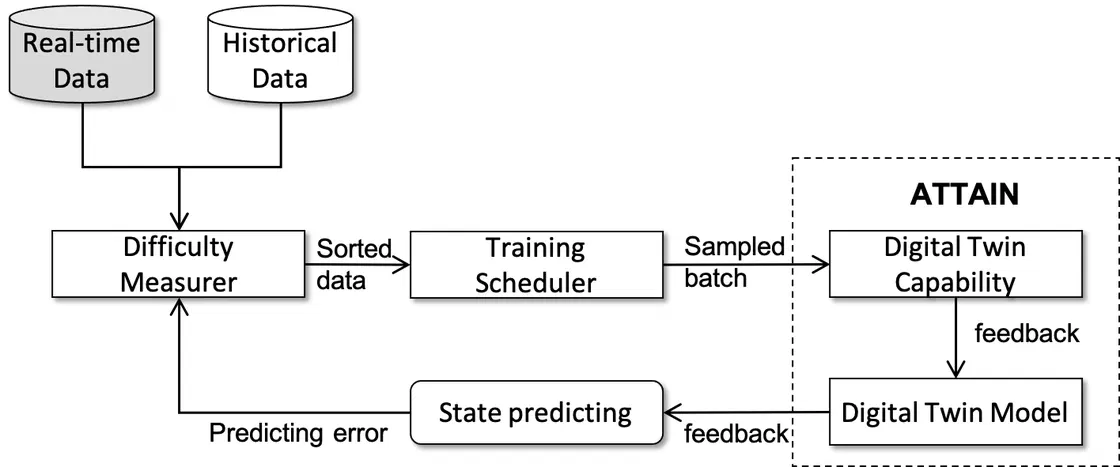 Real-time
Data
Historical
Data
ATTAIN
Difficulty
Measurer
Sorted
data
Training
Scheduler
Sampled
batch
Digital Twin
Capability
feedback
State predicting
Digital Twin Model
Predicting error
feedback